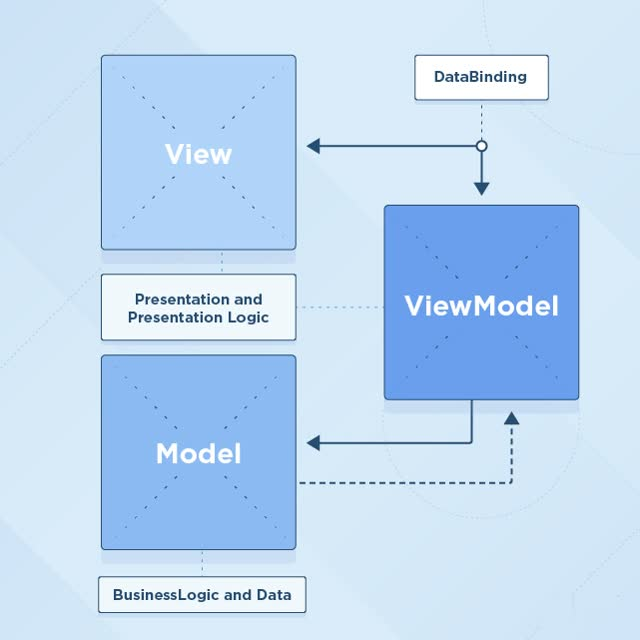 DataBinding
View
Presentation and
Presentation Logic
ViewModel
Model
BusinessLogic and Data